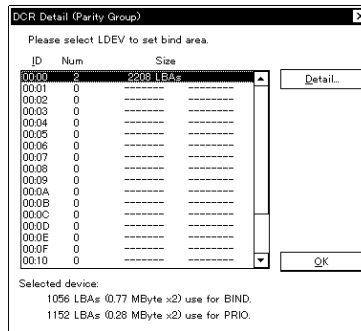 DCR Detail (Parity Group)
Please select LDEV to set bind area.
ID Num Size
00:00 2 2208 LBAs
00:01 0 ------- --------
00:02 0 ------- --------
00:03 0 ------- --------
00:04 0 ------- --------
00:05 0 ------- --------
00:06 0 ------- --------
00:07 0 ------- --------
00:08 0 ------- --------
00:09 0 ------- --------
00:0A 0 ------- --------
00:0B 0 ------- --------
00:0C 0 ------- --------
00:0D 0 ------- --------
00:0E 0 ------- --------
00:0F 0 ------- --------
00:10 0 ------- --------
Detail...
OK
Selected device:
1056 LBAs (0.77 MByte x2) use for BIND.
1152 LBAs (0.28 MByte x2) use for PRIO.